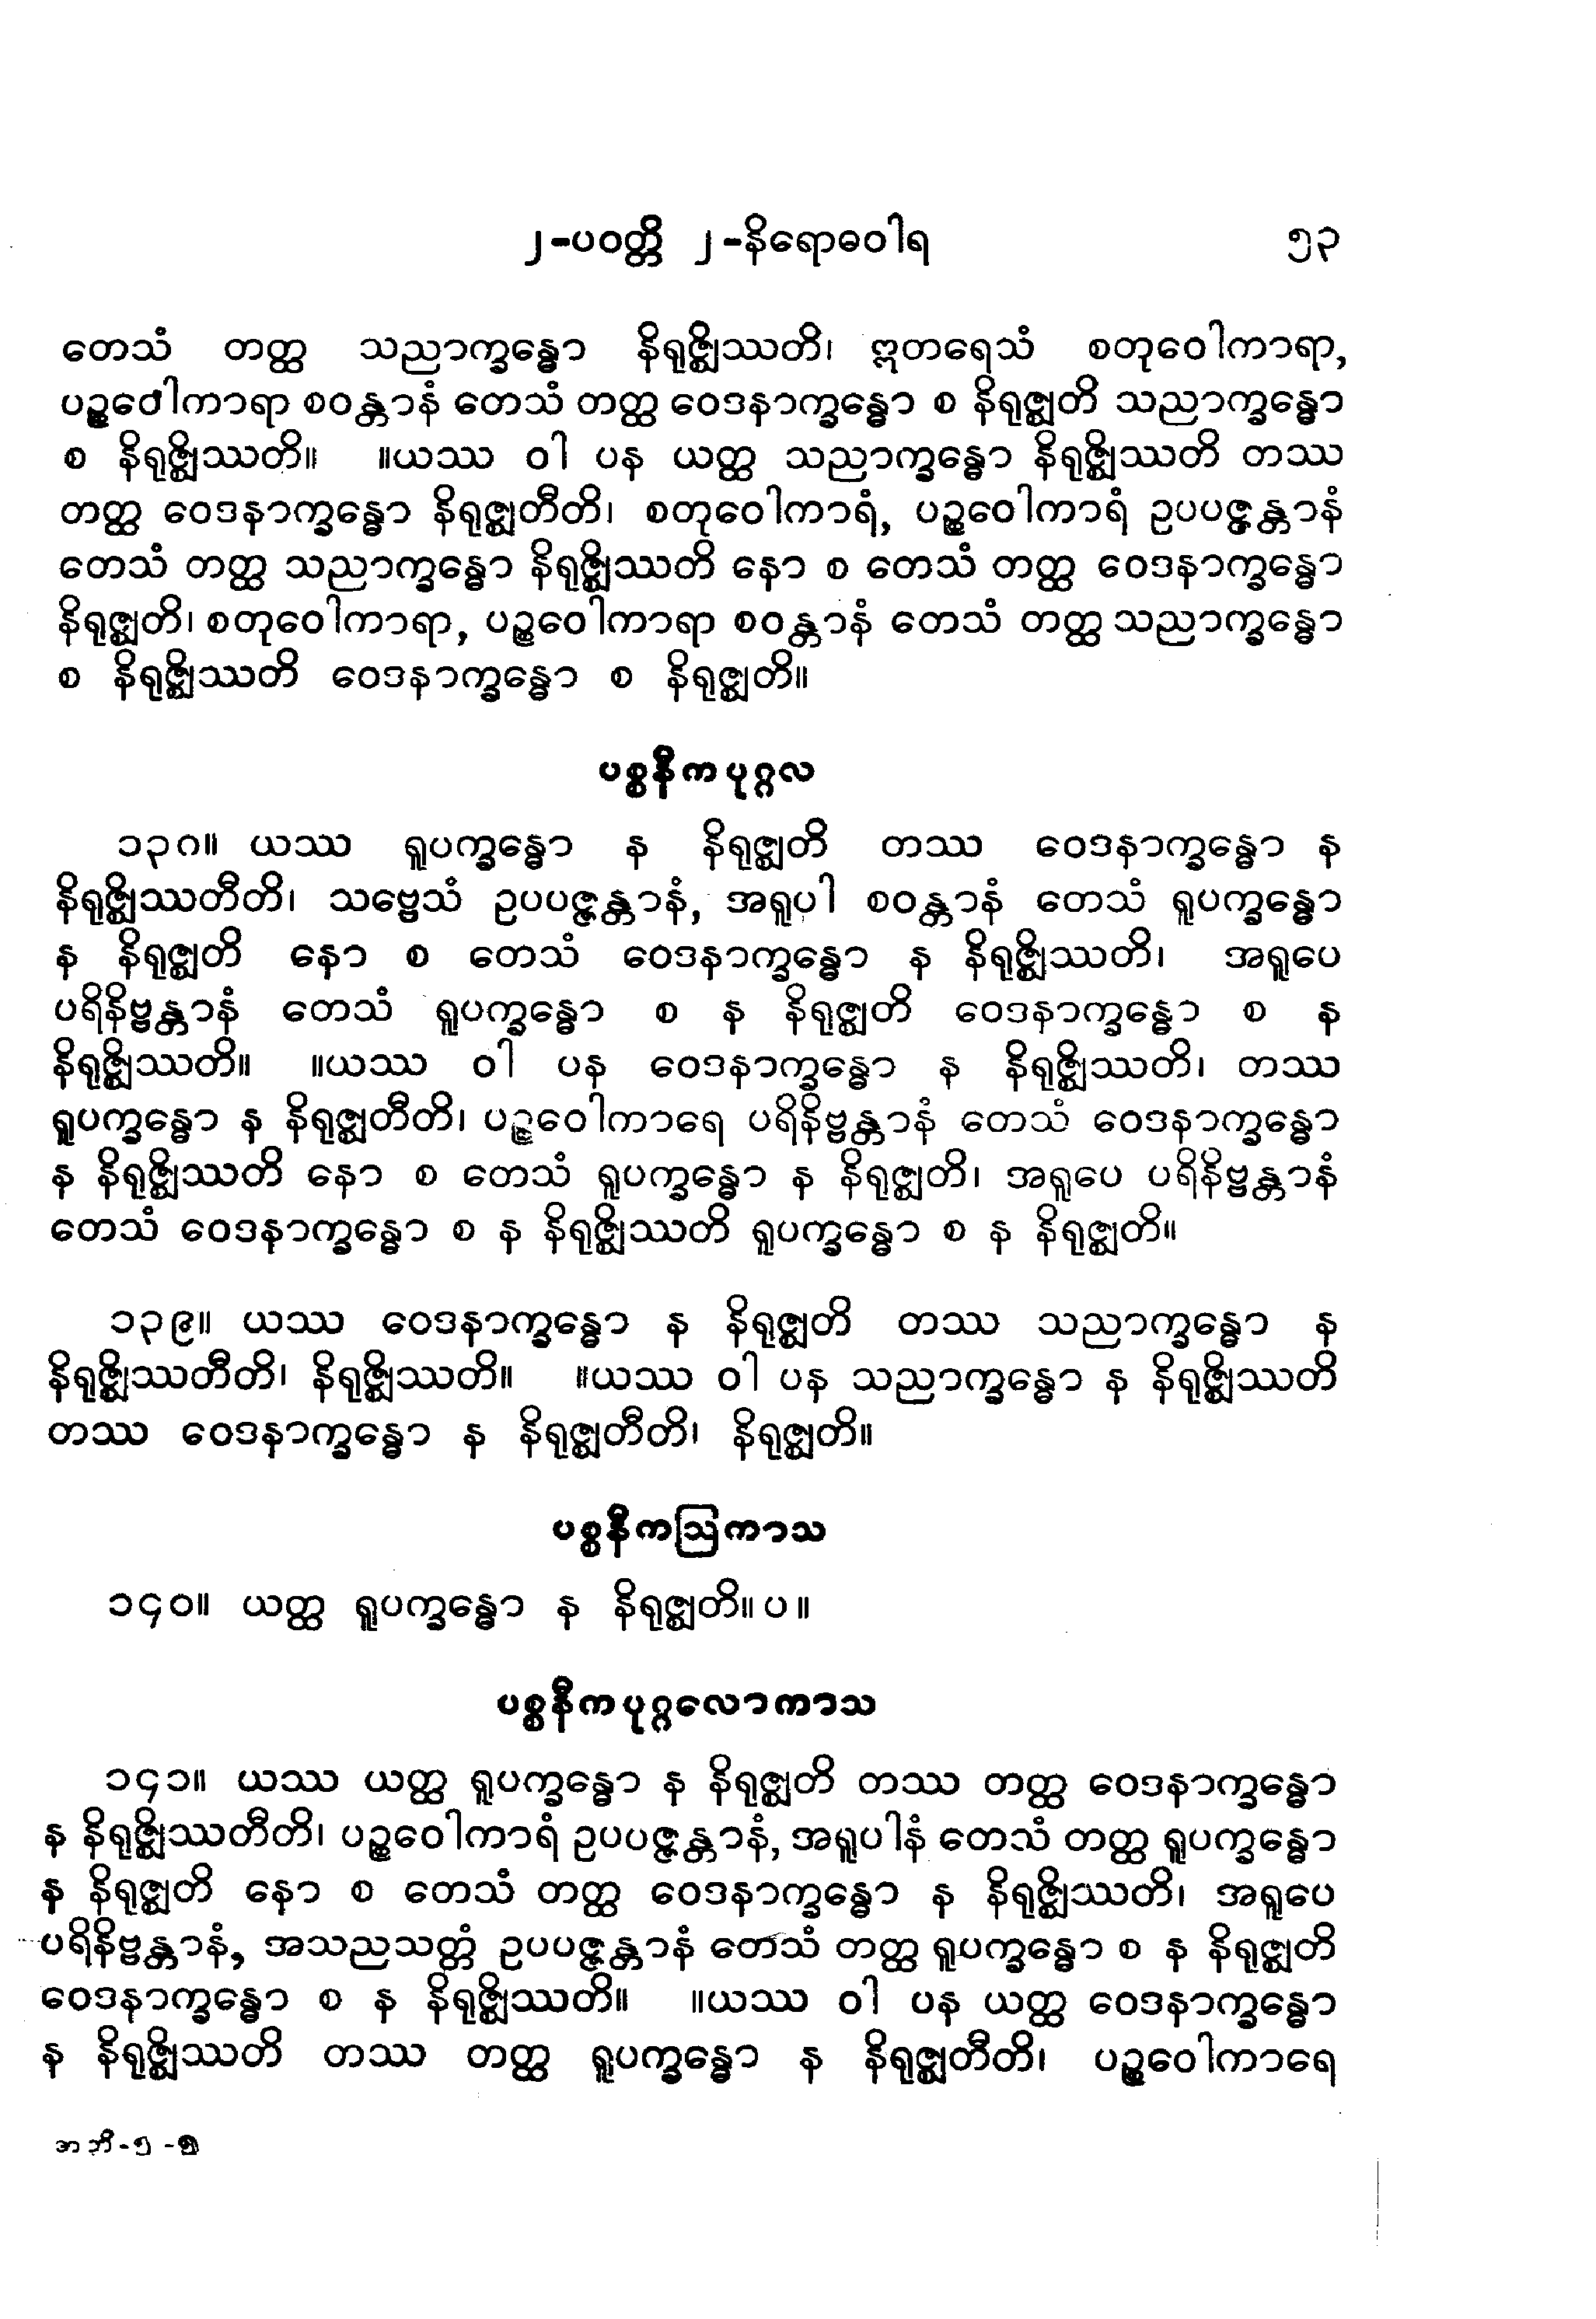 ၂-ပဝတ္တိ ၂-နိရောဓဝါရ ၅၃
တေသံ တတ္ထ သညာက္ခန္ဓော နိရုဇ္ဈိဿတိ၊ ဣတရေသံ စတုဝေါကာရာ,
ပဉ္စဝေါကာရာ စဝန္တာနံ တေသံ တတ္ထ ဝေဒနာက္ခန္ဓော စ နိရုဇ္ဈတိ သညာက္ခန္ဓော
စ နိရုဇ္ဈိဿတိ။ ။ယဿ ဝါ ပန ယတ္ထ သညာက္ခန္ဓော နိရုဇ္ဈိဿတိ တဿ
တတ္ထ ဝေဒနာက္ခန္ဓော နိရုဇ္ဈတီတိ၊ စတုဝေါကာရံ, ပဉ္စဝေါကာရံ ဥပပဇ္ဇန္တာနံ
တေသံ တတ္ထ သညာက္ခန္ဓော နိရုဇ္ဈိဿတိ နော စ တေသံ တတ္ထ ဝေဒနာက္ခန္ဓော
နိရုဇ္ဈတိ၊ စတုဝေါကာရာ, ပဉ္စဝေါကာရာ စဝန္တာနံ တေသံ တတ္ထ သညာက္ခန္ဓော
စ နိရုဇ္ဈိဿတိ ဝေဒနာက္ခန္ဓော စ နိရုဇ္ဈတိ။
ပစ္စနီကပုဂ္ဂလ
၁၃၈။ ယဿ ရူပက္ခန္ဓော န နိရုဇ္ဈတိ တဿ ဝေဒနာက္ခန္ဓော န
နိရုဇ္ဈိဿတီတိ၊ သဗ္ဗေသံ ဥပပဇ္ဇန္တာနံ, အရူပါ စဝန္တာနံ တေသံ ရူပက္ခန္ဓော
န နိရုဇ္ဈတိ နော စ တေသံ ဝေဒနာက္ခန္ဓော န နိရုဇ္ဈိဿတိ၊ အရူပေ
ပရိနိဗ္ဗန္တာနံ တေသံ ရူပက္ခန္ဓော စ န နိရုဇ္ဈတိ ဝေဒနာက္ခန္ဓော စ န
နိရုဇ္ဈိဿတိ။ ။ယဿ ဝါ ပန ဝေဒနာက္ခန္ဓော န နိရုဇ္ဈိဿတိ၊ တဿ
ရူပက္ခန္ဓော န နိရုဇ္ဈတီတိ၊ ပဉ္စဝေါကာရေ ပရိနိဗ္ဗန္တာနံ တေသံ ဝေဒနာက္ခန္ဓော
န နိရုဇ္ဈိဿတိ နော စ တေသံ ရူပက္ခန္ဓော န နိရုဇ္ဈတိ၊ အရူပေ ပရိနိဗ္ဗန္တာနံ
တေသံ ဝေဒနာက္ခန္ဓော စ န နိရုဇ္ဈိဿတိ ရူပက္ခန္ဓော စ န နိရုဇ္ဈတိ။
၁၃၉။ ယဿ ဝေဒနာက္ခန္ဓော န နိရုဇ္ဈတိ တဿ သညာက္ခန္ဓော န
နိရုဇ္ဈိဿတီတိ၊ နိရုဇ္ဈိဿတိ။ ။ယဿ ဝါ ပန သညာက္ခန္ဓော န နိရုဇ္ဈိဿတိ
တဿ ဝေဒနာက္ခန္ဓော န နိရုဇ္ဈတီတိ၊ နိရုဇ္ဈတိ။
ပစ္စနီကဩကာသ
၁၄၀။ ယတ္ထ ရူပက္ခန္ဓော န နိရုဇ္ဈတိ။ပ။
ပစ္စနီကပုဂ္ဂလောကာသ
၁၄၁။ ယဿ ယတ္ထ ရူပက္ခန္ဓော န နိရုဇ္ဈတိ တဿ တတ္ထ ဝေဒနာက္ခန္ဓော
န နိရုဇ္ဈိဿတီတိ၊ ပဉ္စဝေါကာရံ ဥပပဇ္ဇန္တာနံ, အရူပါနံ တေသံ တတ္ထ ရူပက္ခန္ဓော
န နိရုဇ္ဈတိ နော စ တေသံ တတ္ထ ဝေဒနာက္ခန္ဓော န နိရုဇ္ဈိဿတိ၊ အရူပေ
ပရိနိဗ္ဗန္တာနံ, အသညသတ္တံ ဥပပဇ္ဇန္တာနံ တေသံ တတ္ထ ရူပက္ခန္ဓော စ န နိရုဇ္ဈတိ
ဝေဒနာက္ခန္ဓော စ န နိရုဇ္ဈိဿတိ။ ။ယဿ ဝါ ပန ယတ္ထ ဝေဒနာက္ခန္ဓော
န နိရုဇ္ဈိဿတိ တဿ တတ္ထ ရူပက္ခန္ဓော န နိရုဇ္ဈတီတိ၊ ပဉ္စဝေါကာရေ
အဘိ-၅-၅